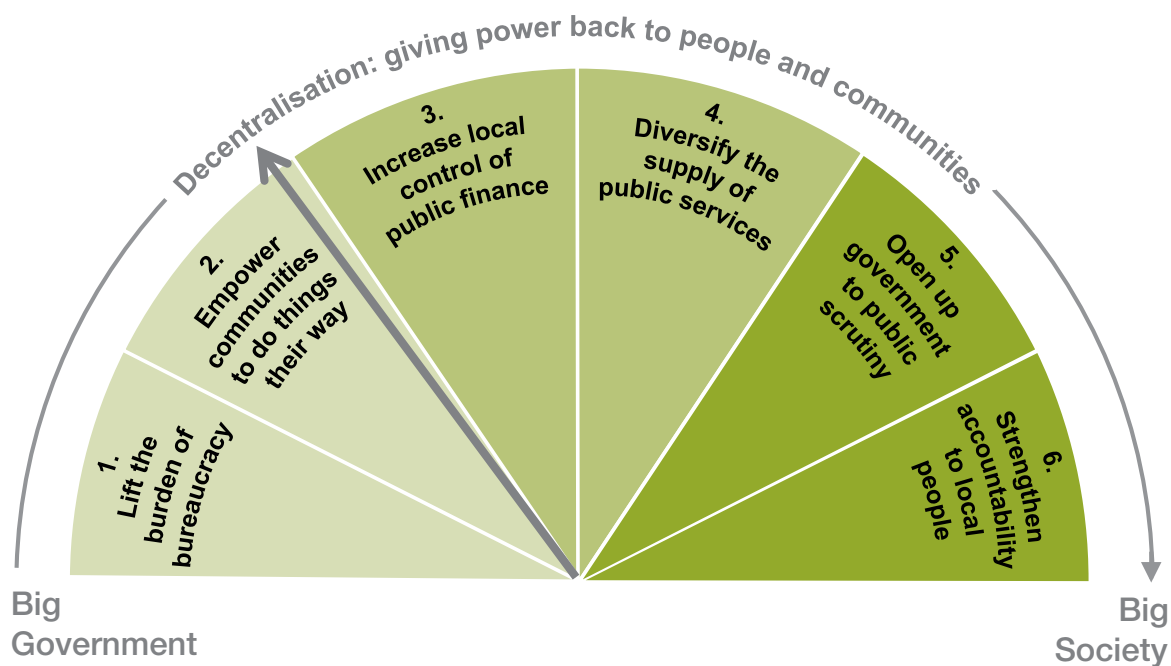 Decentralisation: giving power back to people and communities
1.
Lift the
burden of
bureaucracy
2.
Empower
communities
to do things
their way
3.
Increase local
control of
public finance
4.
Diversify the
supply of
public services
5.
Open up
government
to public
scrutiny
6.
Strengthen
accountability
to local
people
Big
Government
Big
Society